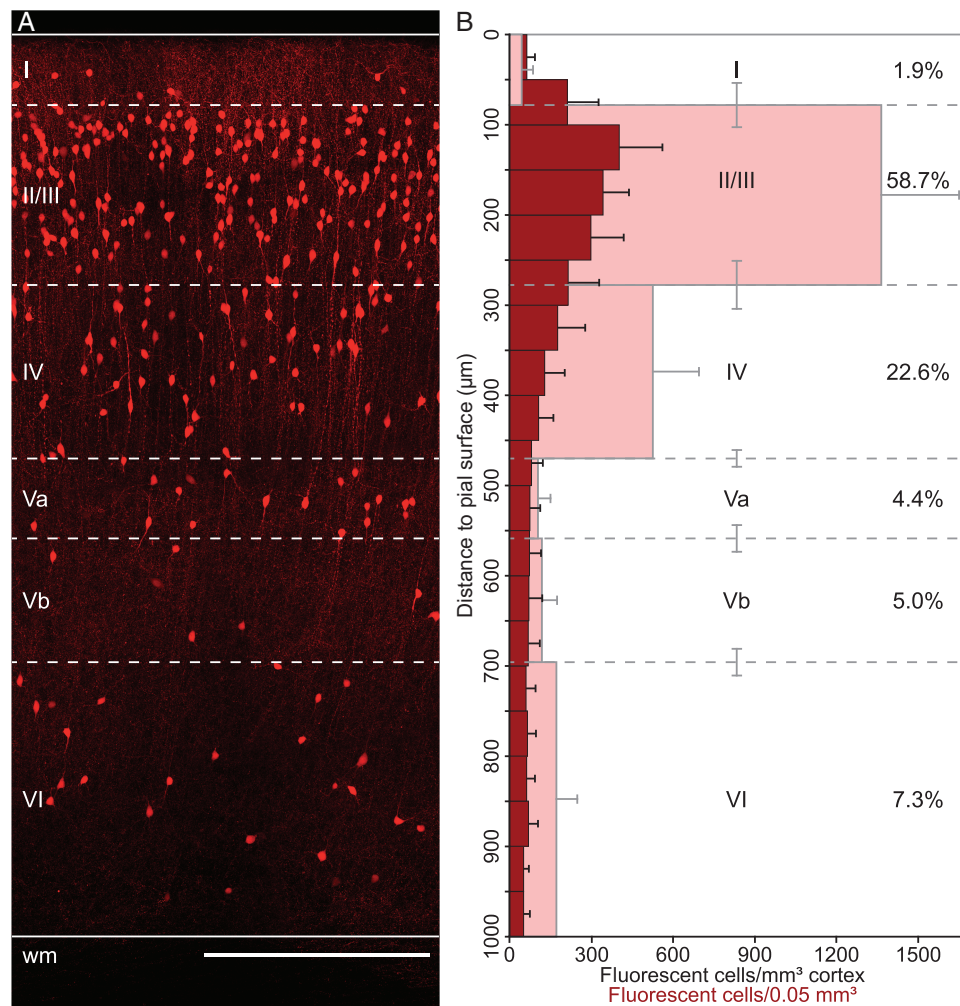 A
I
II/III
IV
Va
Vb
VI
wm
B
Distance to pial surface (µm)
0
100
200
300
400
500
600
700
800
900
1000
I 1.9%
II/III 58.7%
IV 22.6%
Va 4.4%
Vb 5.0%
VI 7.3%
0 300 600 900 1200 1500
Fluorescent cells/mm³ cortex
Fluorescent cells/0.05 mm³